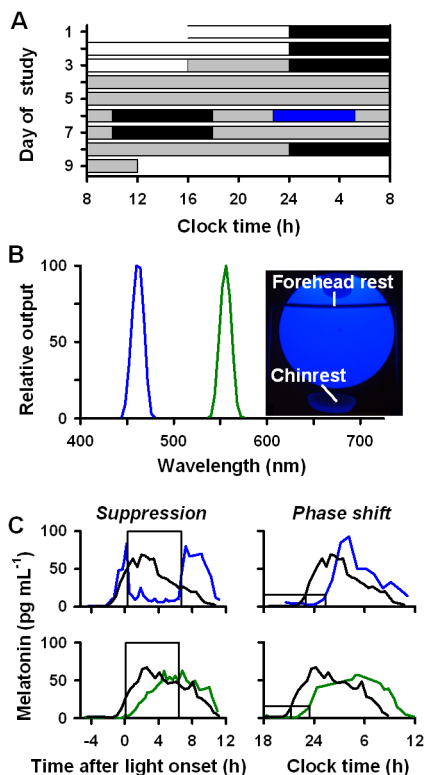 A
Day of study
1
3
5
7
9
8 12 16 20 24 4 8
Clock time (h)
B
Relative output
100
50
0
400 500 600 700
Wavelength (nm)
Forehead rest
Chinrest
C
Suppression Phase shift
Melatonin (pg mL-1)
100
50
0
100
50
0
-4 0 4 8 12 18 24 6 12
Time after light onset (h) Clock time (h)